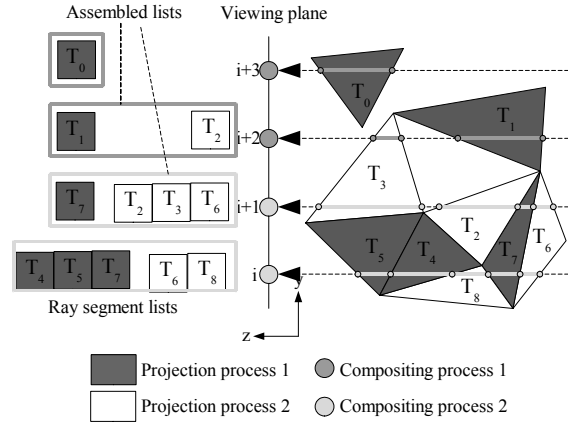 Assembled lists
Viewing plane
T0
i+3
T0
T1
T2
i+2
T1
T3
T7
T2
T3
T6
i+1
T2
T6
T5
T4
T7
T4
T5
T7
T6
T8
i
T8
Ray segment lists
y
z
Projection process 1
Compositing process 1
Projection process 2
Compositing process 2